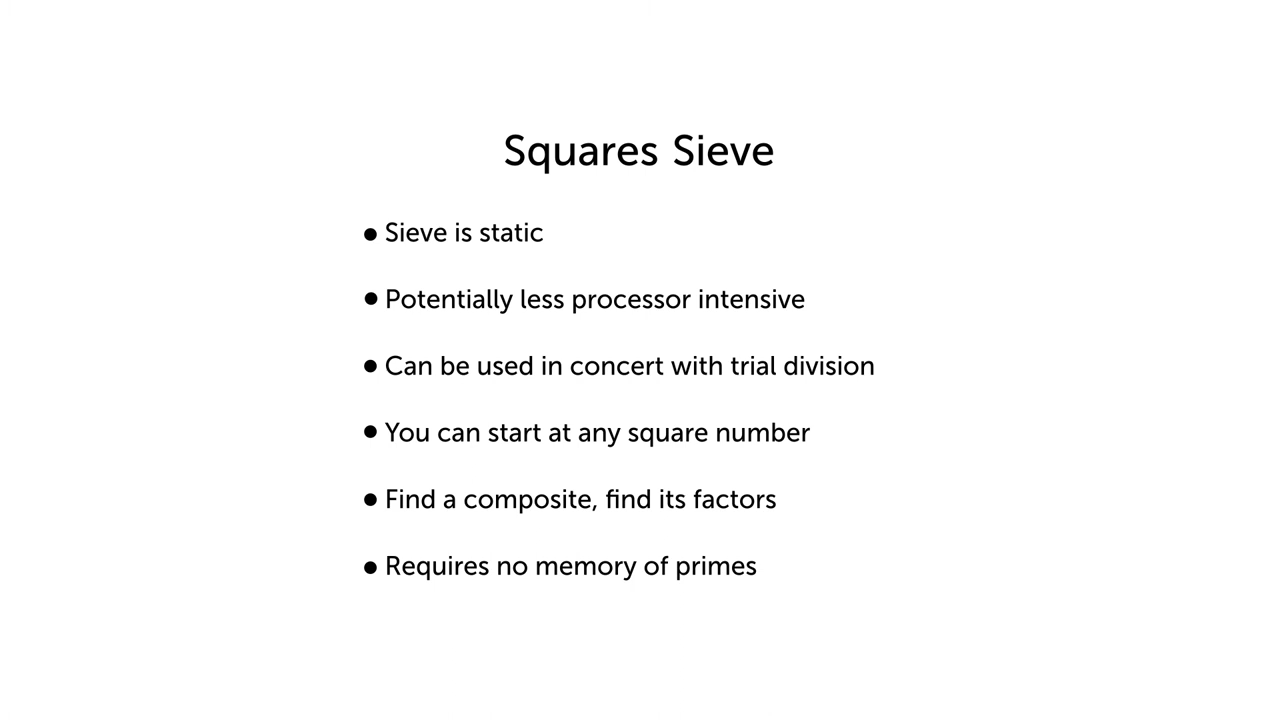 Squares Sieve
• Sieve is static
• Potentially less processor intensive
• Can be used in concert with trial division
• You can start at any square number
• Find a composite, find its factors
• Requires no memory of primes